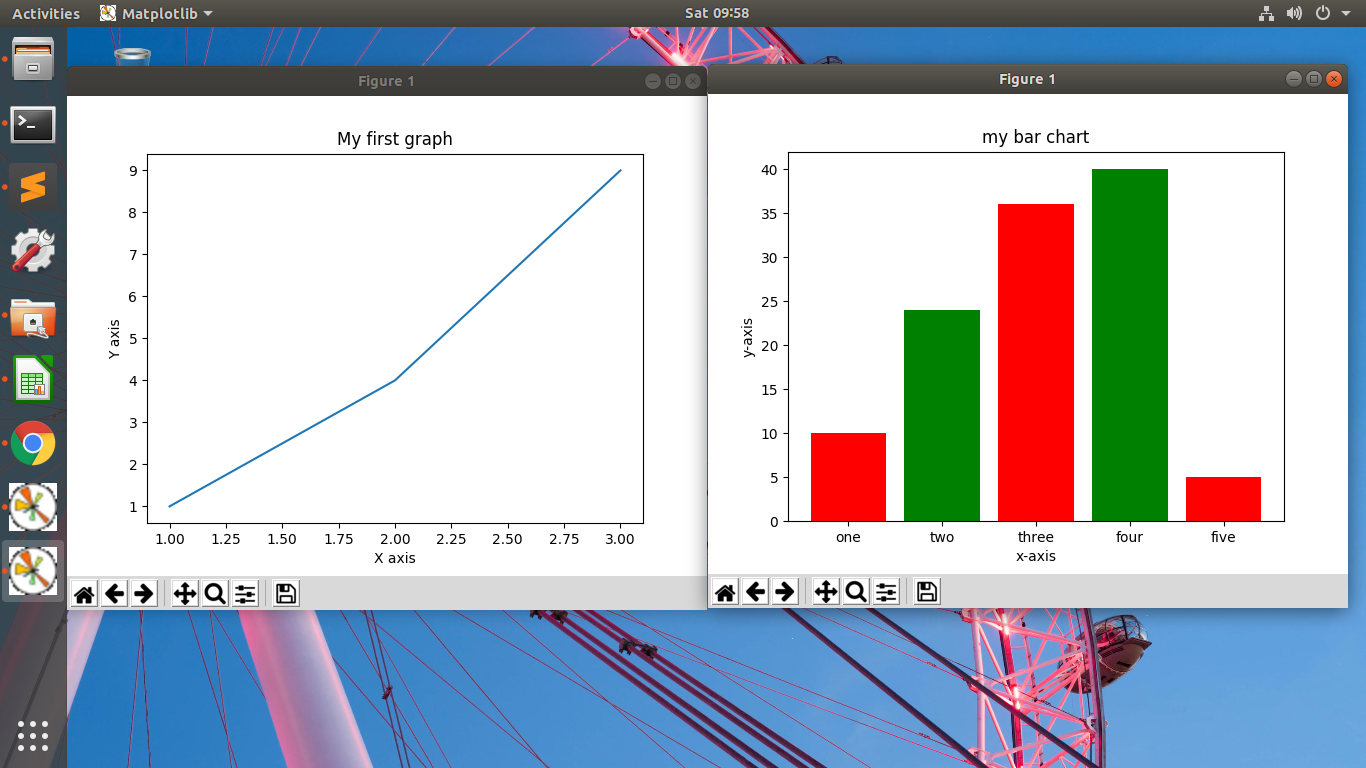 Activities Matplotlib Sat 09:58
Figure 1
My first graph
9
8
7
6
5
4
3
2
1
Y axis
1.00 1.25 1.50 1.75 2.00 2.25 2.50 2.75 3.00
X axis
Figure 1
my bar chart
40
35
30
25
20
15
10
5
0
y-axis
one two three four five
x-axis